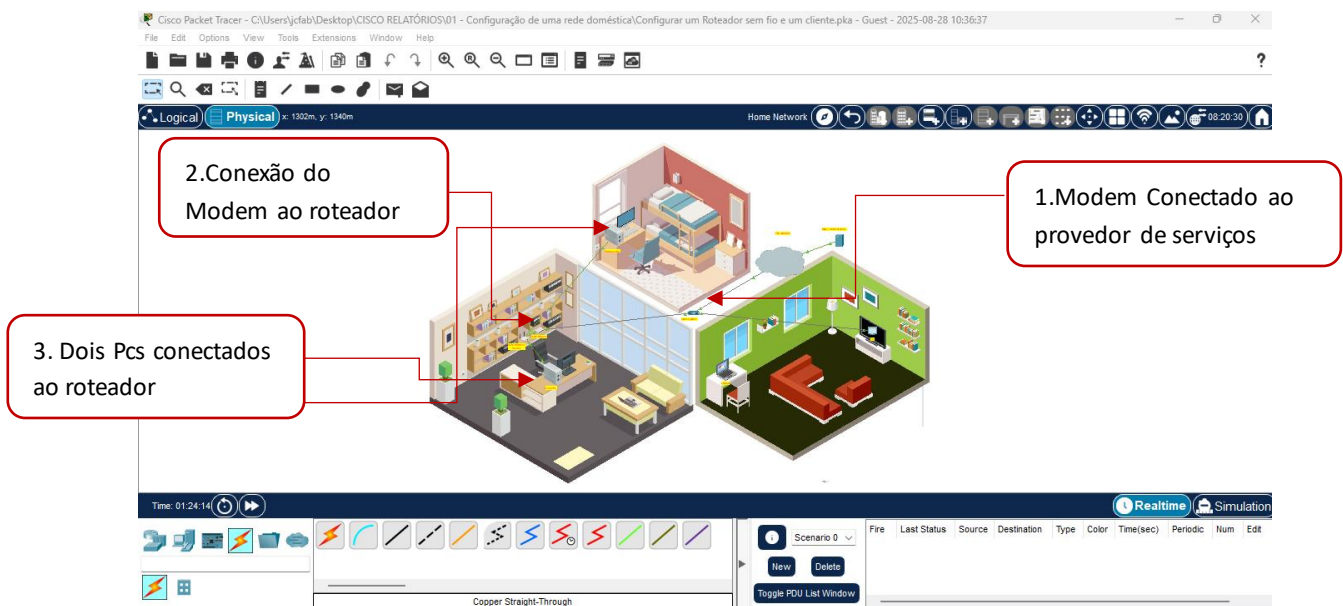 Cisco Packet Tracer - C:\Users\jcfab\Desktop\CISCO RELATÓRIOS\01 - Configuração de uma rede doméstica\Configurar um Roteador sem fio e um cliente.pka - Guest - 2025-08-28 10:36:37
File Edit Options View Tools Extensions Window Help
Logical Physical x: 1302m, y: 1340m Home Network 08:20:30
2.Conexão do
Modem ao roteador
1.Modem Conectado ao
provedor de serviços
3. Dois Pcs conectados
ao roteador
Time: 01:24:14 Realtime Simulation
Scenario 0 Fire Last Status Source Destination Type Color Time(sec) Periodic Num Edit
New Delete
Toggle PDU List Window
Copper Straight-Through